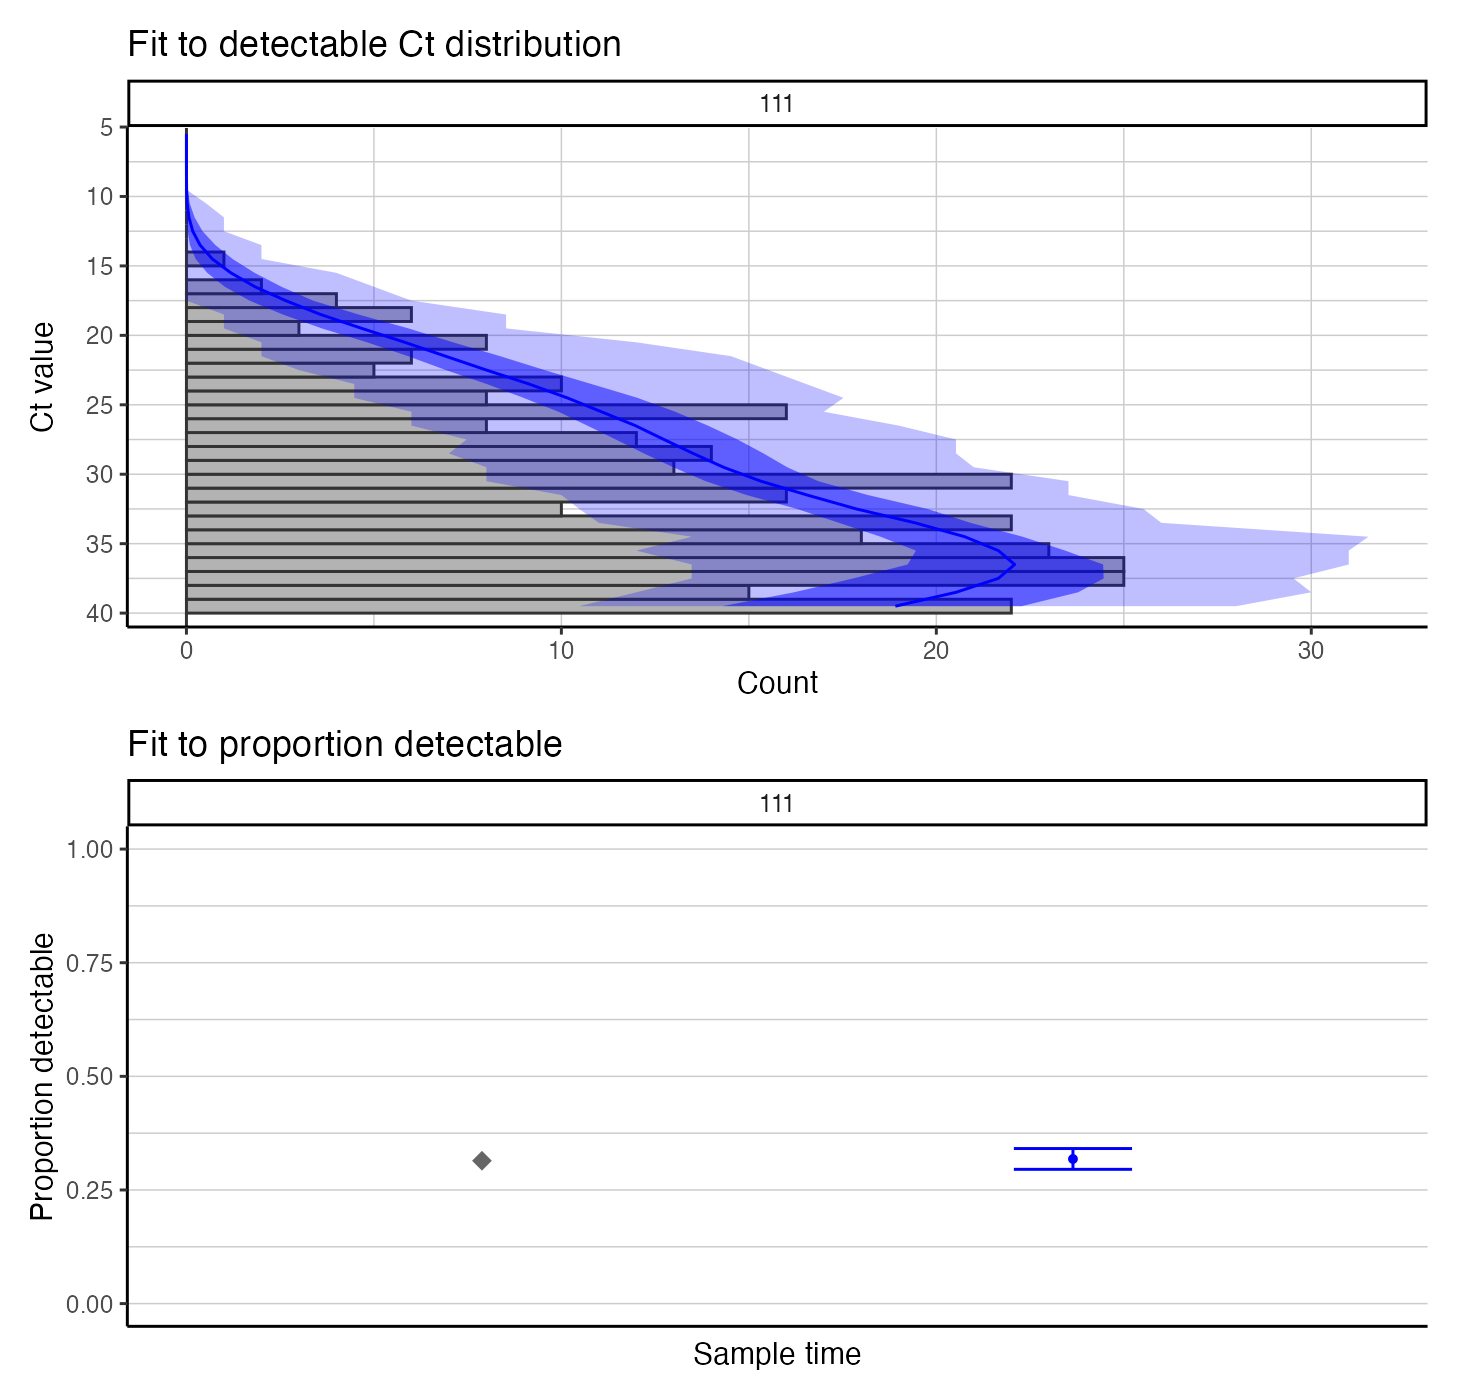 Fit to detectable Ct distribution
111
5
10
15
20
25
30
35
40
Ct value
0 10 20 30
Count
Fit to proportion detectable
111
1.00
0.75
0.50
0.25
0.00
Proportion detectable
Sample time